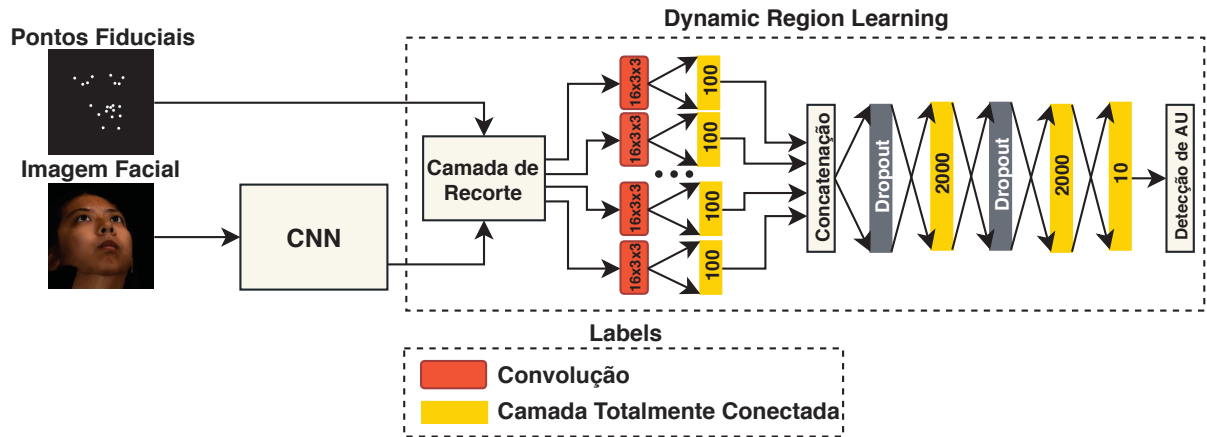 Dynamic Region Learning
Pontos Fiduciais
Imagem Facial
CNN
Camada de
Recorte
16x3x3
100
16x3x3
100
16x3x3
100
16x3x3
100
Concatenação
Dropout
2000
Dropout
2000
10
Detecção de AU
Labels
Convolução
Camada Totalmente Conectada